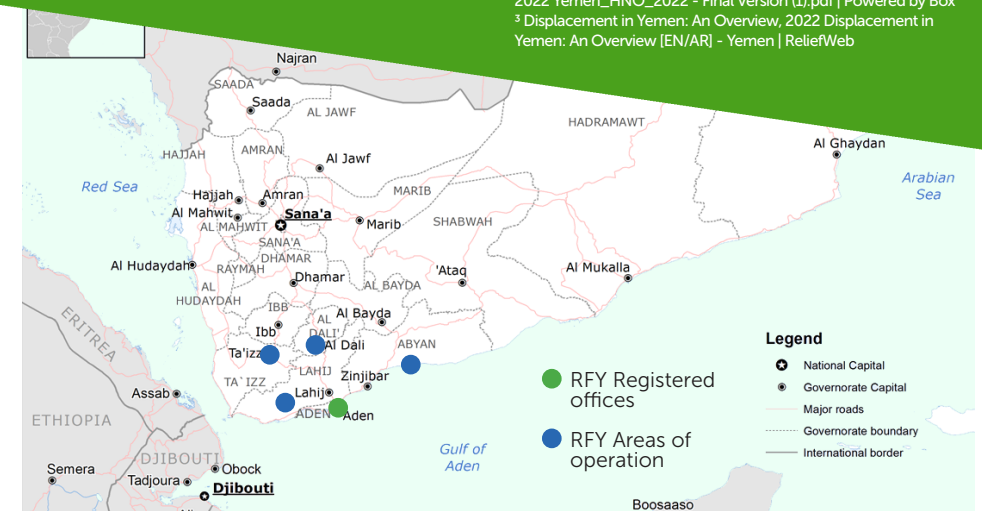 2022 Yemen_HNO_2022 - Final Version (1).pdf | Powered by Box
³ Displacement in Yemen: An Overview, 2022 Displacement in
Yemen: An Overview [EN/AR] - Yemen | ReliefWeb
Najran
SAADA
Saada
AL JAWF
HADRAMAWT
Al Ghaydan
HAJJAH
AMRAN
Al Jawf
Red Sea
Arabian
Sea
Hajjah
Amran
MARIB
Al Mahwit
Sana'a
AL MAHWIT
Marib
SHABWAH
SANA'A
DHAMAR
Al Hudaydah
RAYMAH
Dhamar
'Ataq
Al Mukalla
AL
HUDAYDAH
AL BAYDA
IBB
Ibb
AL
DALI'
Al Bayda
Ta'izz
Al Dali
ABYAN
LAHIJ
Zinjibar
TA`IZZ
Lahij
ADEN
Aden
ERITREA
Assab
ETHIOPIA
DJIBOUTI
Obock
Semera
Tadjoura
Djibouti
Gulf of
Aden
Boosaaso
RFY Registered
offices
RFY Areas of
operation
Legend
National Capital
Governorate Capital
Major roads
Governorate boundary
International border